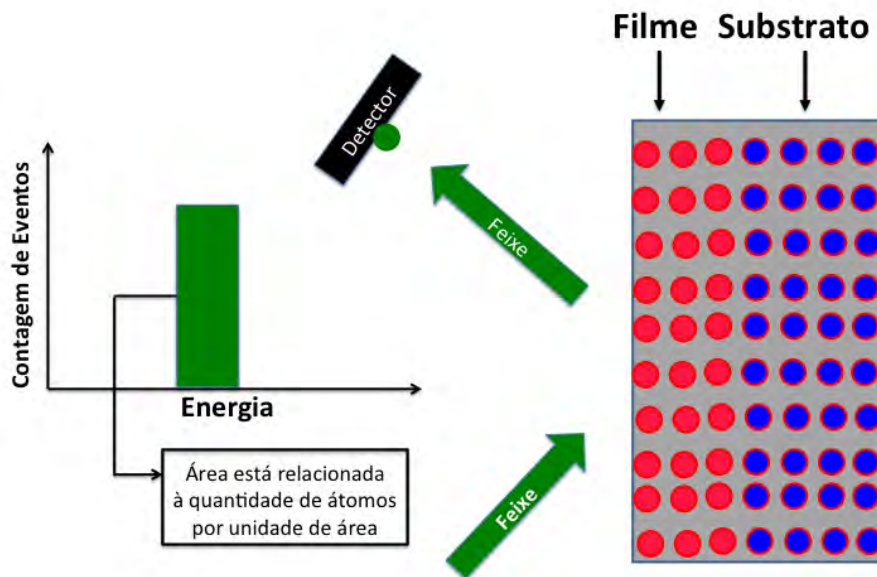 Filme Substrato
Detector
Feixe
Contagem de Eventos
Energia
Área está relacionada
à quantidade de átomos
por unidade de área
Feixe